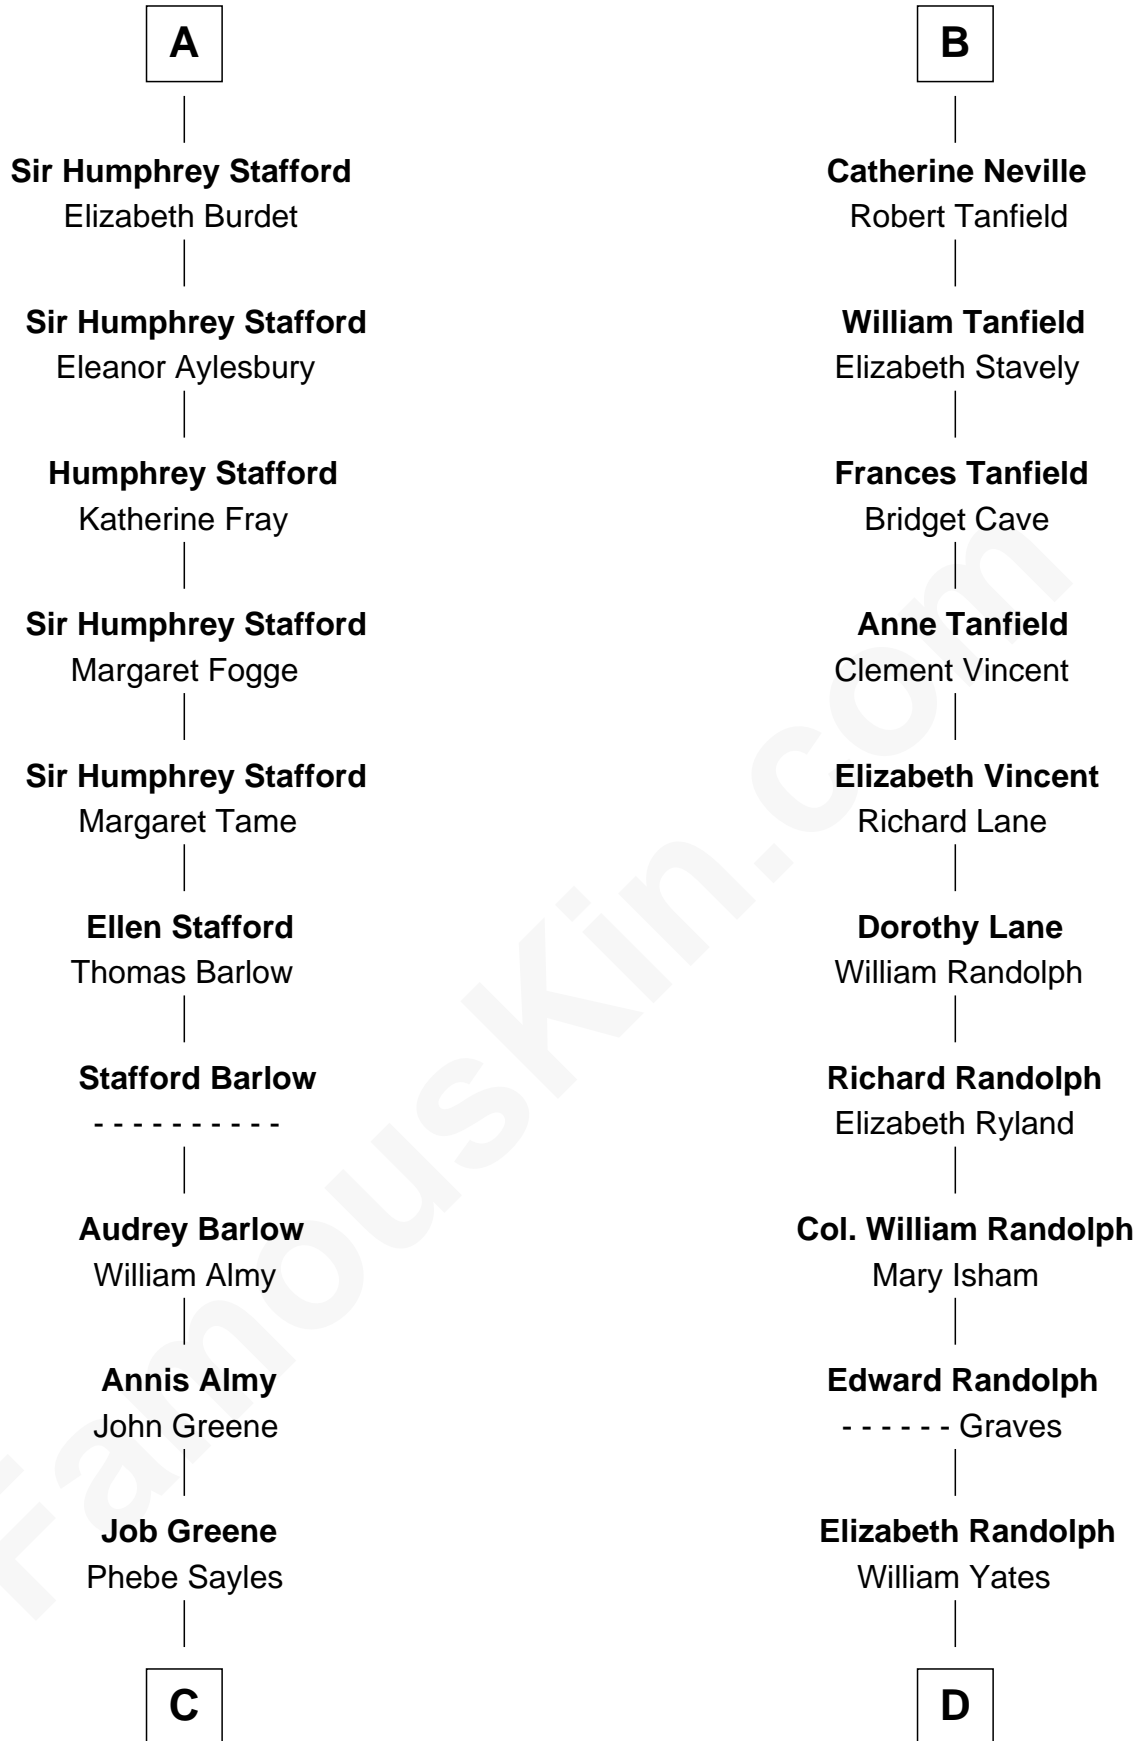 A
Sir Humphrey Stafford
Elizabeth Burdet
Sir Humphrey Stafford
Eleanor Aylesbury
Humphrey Stafford
Katherine Fray
Sir Humphrey Stafford
Margaret Fogge
Sir Humphrey Stafford
Margaret Tame
Ellen Stafford
Thomas Barlow
Stafford Barlow
- - - - - - - - - -
Audrey Barlow
William Almy
Annis Almy
John Greene
Job Greene
Phebe Sayles
C
B
Catherine Neville
Robert Tanfield
William Tanfield
Elizabeth Stavely
Frances Tanfield
Bridget Cave
Anne Tanfield
Clement Vincent
Elizabeth Vincent
Richard Lane
Dorothy Lane
William Randolph
Richard Randolph
Elizabeth Ryland
Col. William Randolph
Mary Isham
Edward Randolph
- - - - - - Graves
Elizabeth Randolph
William Yates
D
FamousKin.com